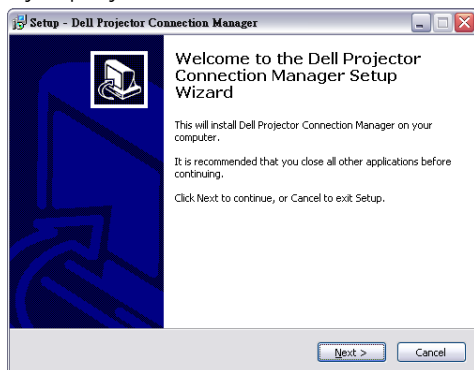 Setup - Dell Projector Connection Manager
Welcome to the Dell Projector
Connection Manager Setup
Wizard
This will install Dell Projector Connection Manager on your
computer.
It is recommended that you close all other applications before
continuing.
Click Next to continue, or Cancel to exit Setup.
Next >
Cancel